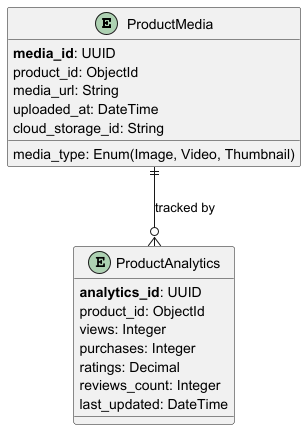 E ProductMedia
media_id: UUID
product_id: ObjectId
media_url: String
uploaded_at: DateTime
cloud_storage_id: String
media_type: Enum(Image, Video, Thumbnail)
tracked by
E ProductAnalytics
analytics_id: UUID
product_id: ObjectId
views: Integer
purchases: Integer
ratings: Decimal
reviews_count: Integer
last_updated: DateTime